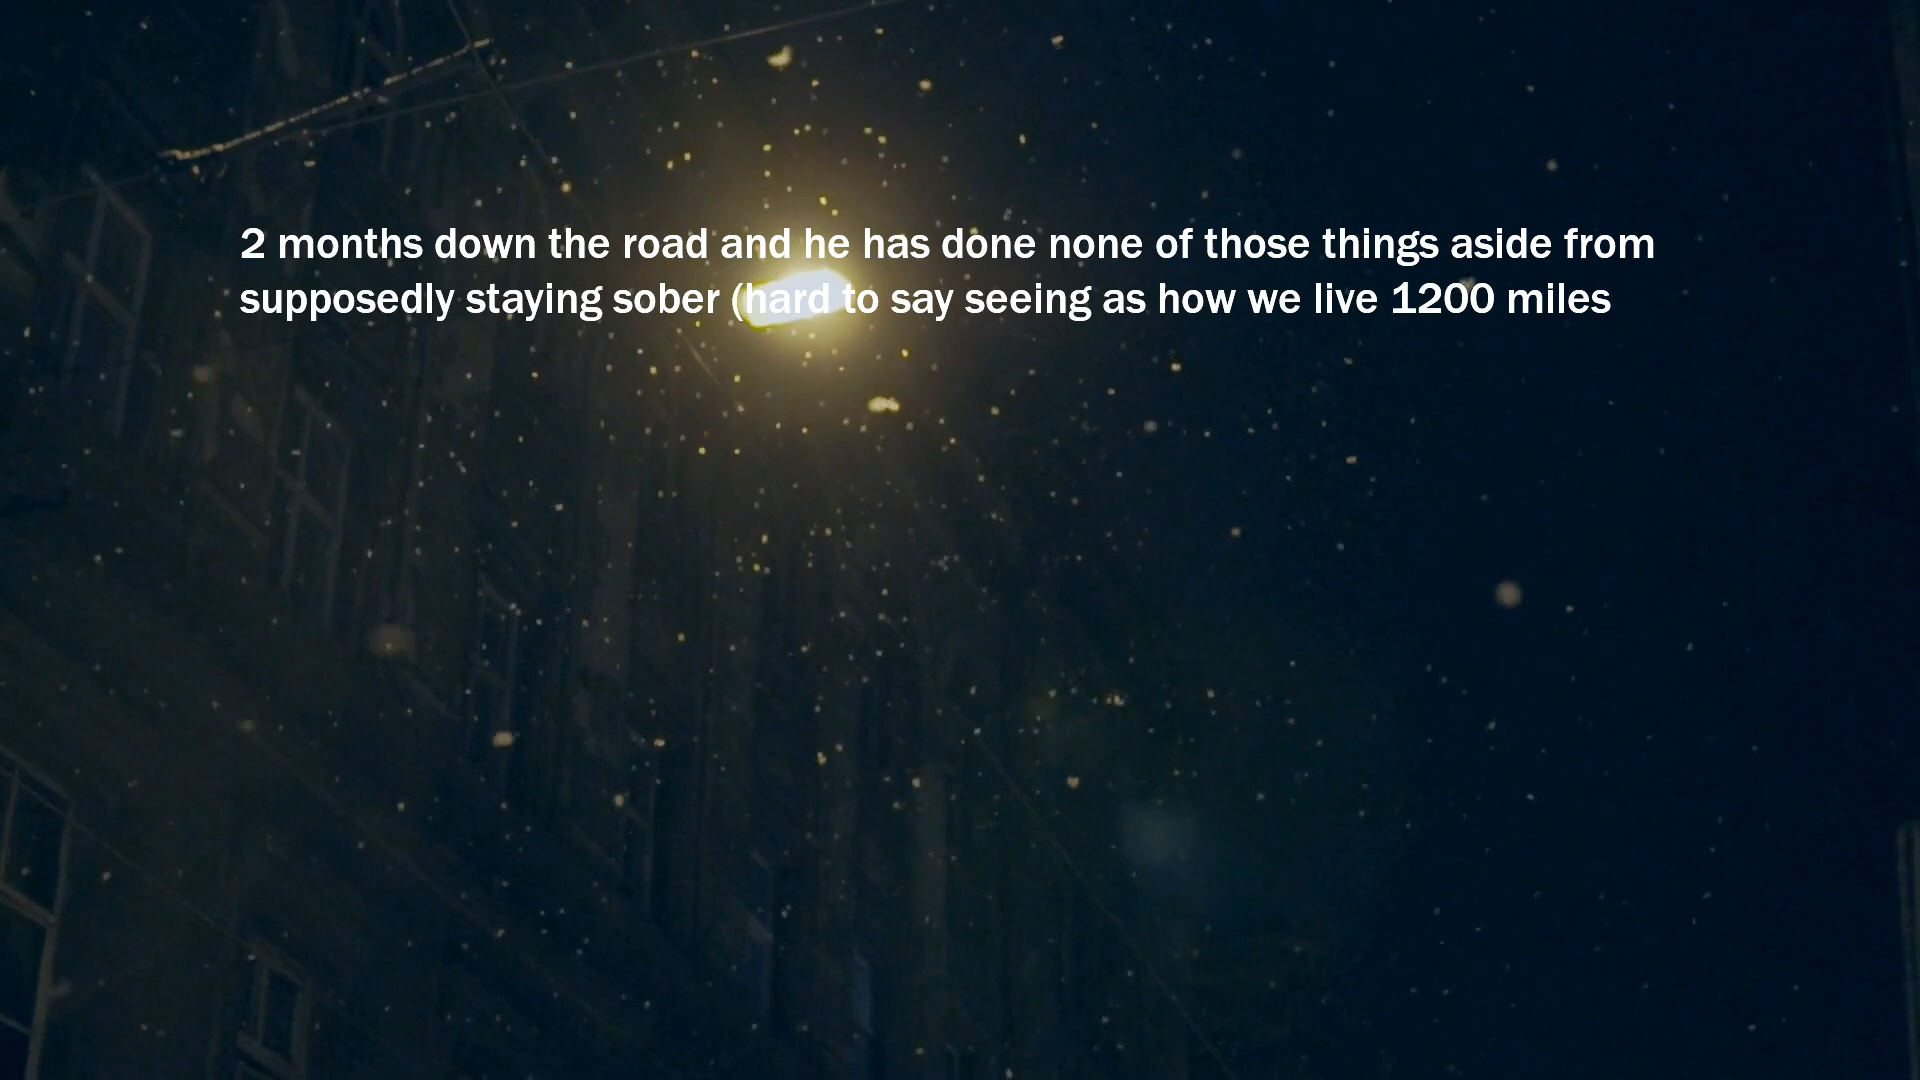 2 months down the road and he has done none of those things aside from
supposedly staying sober (hard to say seeing as how we live 1200 miles